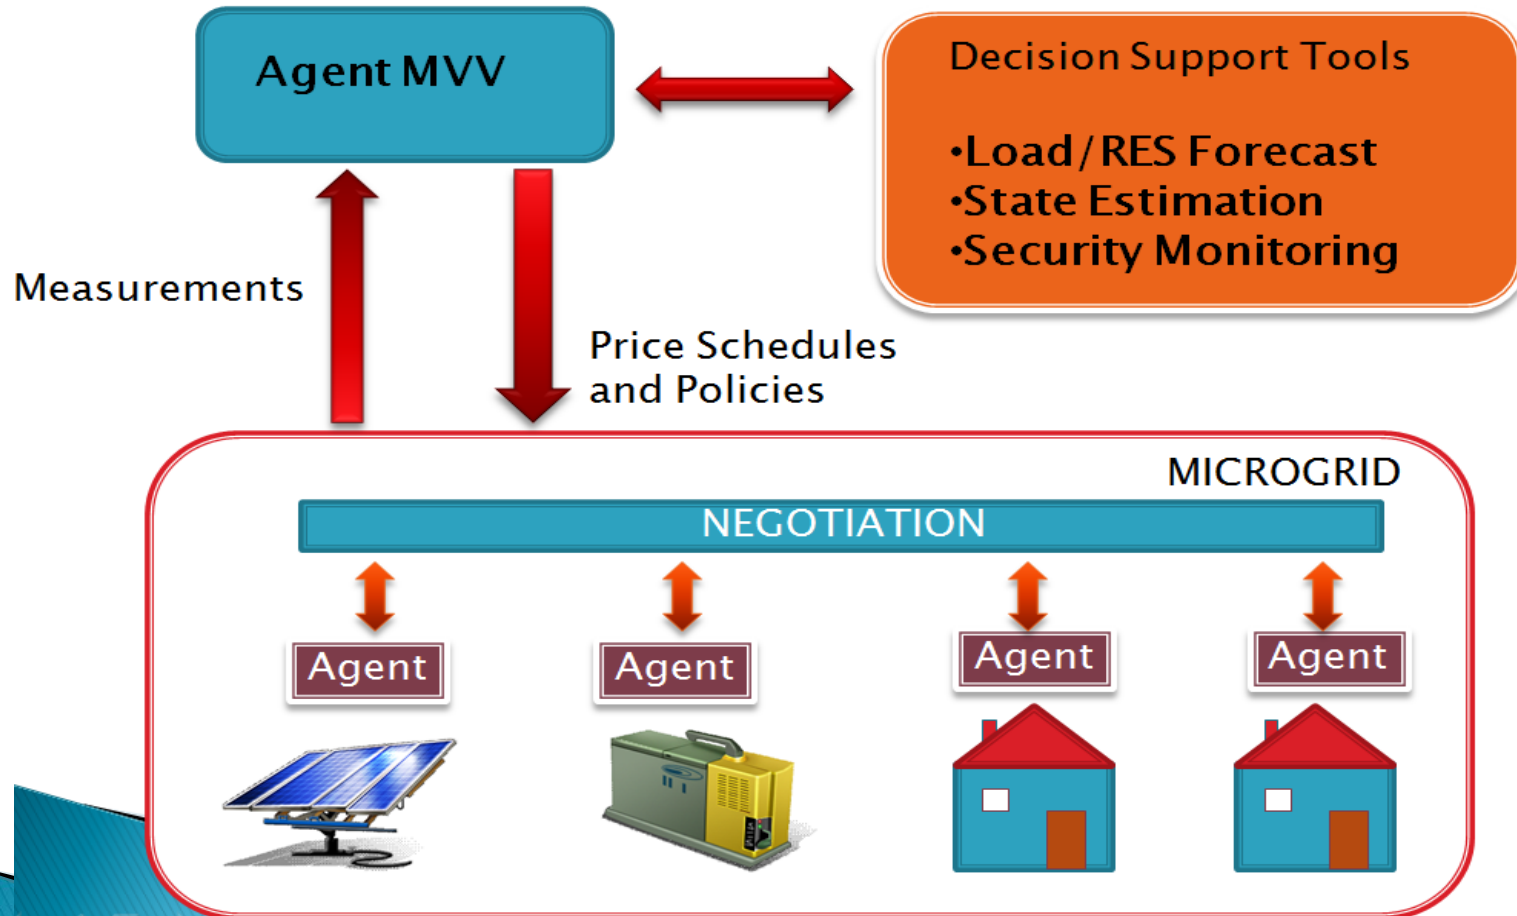 Agent MVV
Decision Support Tools
•Load/RES Forecast
•State Estimation
•Security Monitoring
Measurements
Price Schedules
and Policies
MICROGRID
NEGOTIATION
Agent
Agent
Agent
Agent